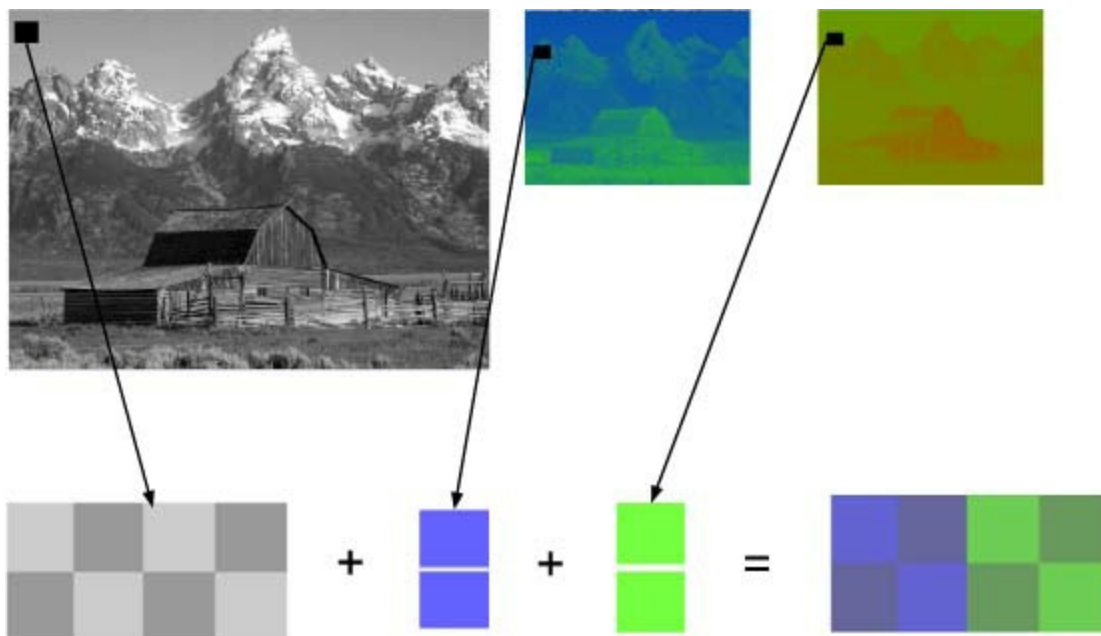 + + =